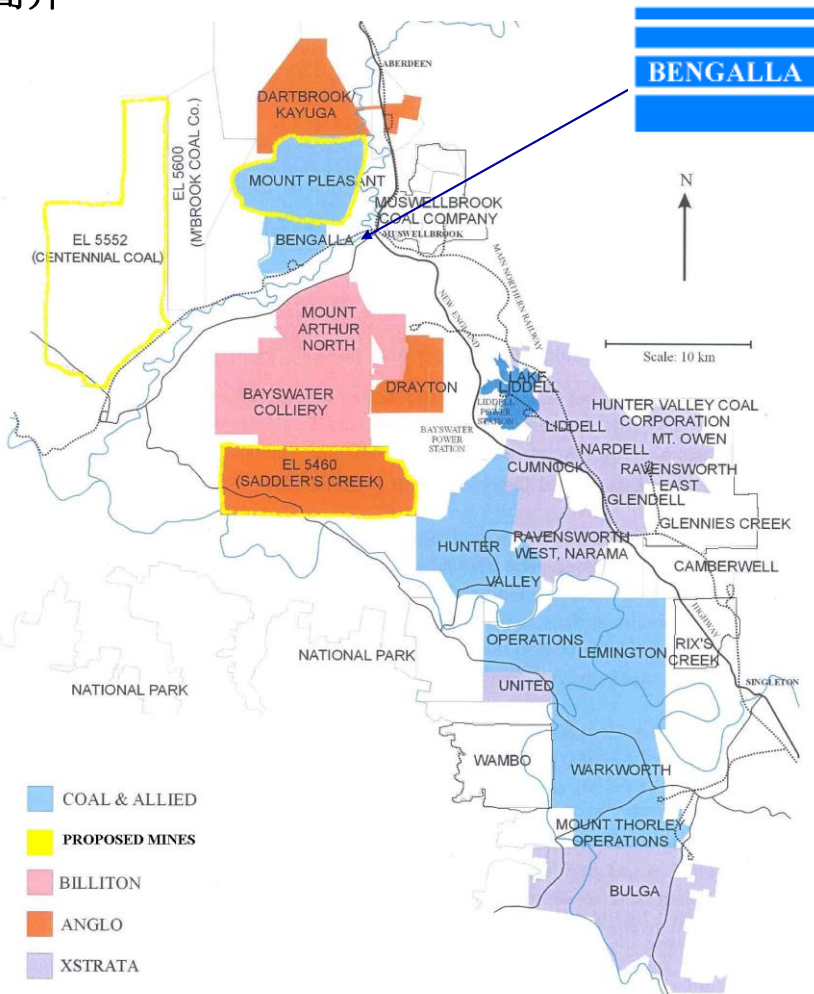 BENGALLA
ABERDEEN
DARTBROOK/
KAYUGA
EL 5600
(M'BROOK COAL Co.)
MOUNT PLEASANT
MUSWELLBROOK
COAL COMPANY
MUSWELLBROOK
N
EL 5552
(CENTENNIAL COAL)
BENGALLA
MAIN NORTHERN RAILWAY
NEW ENGLAND
MOUNT
ARTHUR
NORTH
Scale: 10 km
DRAYTON
BAYSWATER
COLLIERY
LAKE
LIDDELL
LIDDELL
POWER
STATION
HUNTER VALLEY COAL
CORPORATION
MT. OWEN
BAYSWATER
POWER
STATION
LIDDELL
NARDELL
CUMNOCK
RAVENSWORTH
EAST
EL 5460
(SADDLER'S CREEK)
GLENDELL
GLENNIES CREEK
HUNTER
VALLEY
RAVENSWORTH
WEST, NARAMA
CAMBERWELL
HIGHWAY
OPERATIONS
LEMINGTON
RIX'S
CREEK
NATIONAL PARK
NATIONAL PARK
UNITED
SINGLETON
WAMBO
WARKWORTH
MOUNT THORLEY
OPERATIONS
BULGA
COAL & ALLIED
PROPOSED MINES
BILLITON
ANGLO
XSTRATA